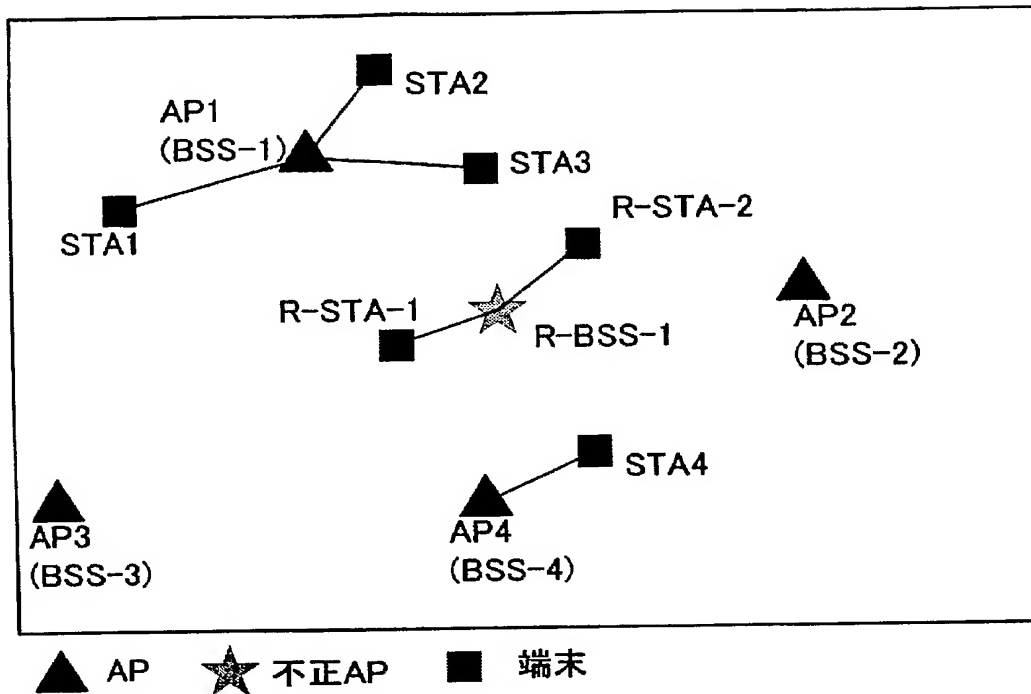 STA2
AP1
(BSS-1)
STA3
STA1
R-STA-2
R-STA-1
R-BSS-1
AP2
(BSS-2)
STA4
AP3
(BSS-3)
AP4
(BSS-4)
AP 不正AP 端末